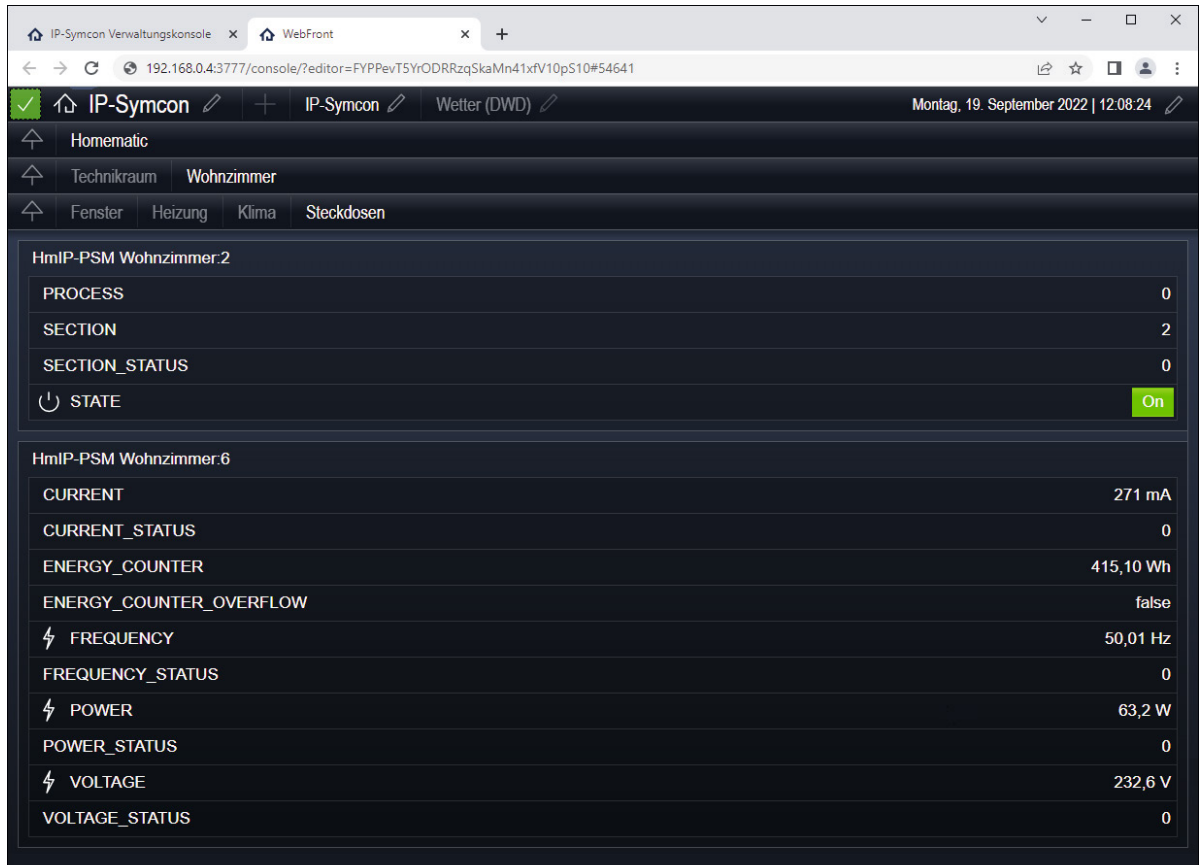 IP-Symcon Verwaltungskonsole WebFront
192.168.0.4:3777/console/?editor=FYPPevT5YrODRRzqSkaMn41xfV10pS10#54641
IP-Symcon IP-Symcon Wetter (DWD) Montag, 19. September 2022 | 12:08:24
Homematic
Technikraum Wohnzimmer
Fenster Heizung Klima Steckdosen
HmIP-PSM Wohnzimmer:2
PROCESS 0
SECTION 2
SECTION_STATUS 0
STATE On
HmIP-PSM Wohnzimmer:6
CURRENT 271 mA
CURRENT_STATUS 0
ENERGY_COUNTER 415,10 Wh
ENERGY_COUNTER_OVERFLOW false
FREQUENCY 50,01 Hz
FREQUENCY_STATUS 0
POWER 63,2 W
POWER_STATUS 0
VOLTAGE 232,6 V
VOLTAGE_STATUS 0